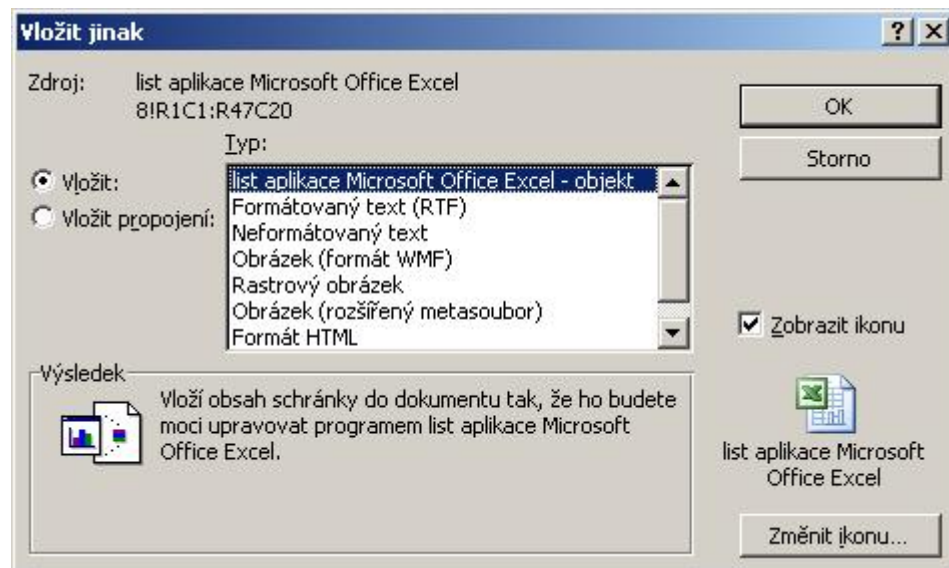 Vložit jinak
Zdroj: list aplikace Microsoft Office Excel
8!R1C1:R47C20
Typ:
Vložit:
Vložit propojení:
list aplikace Microsoft Office Excel - objekt
Formátovaný text (RTF)
Neformátovaný text
Obrázek (formát WMF)
Rastrový obrázek
Obrázek (rozšířený metasoubor)
Formát HTML
OK
Storno
Zobrazit ikonu
Výsledek
Vloží obsah schránky do dokumentu tak, že ho budete
moci upravovat programem list aplikace Microsoft
Office Excel.
list aplikace Microsoft
Office Excel
Změnit ikonu...